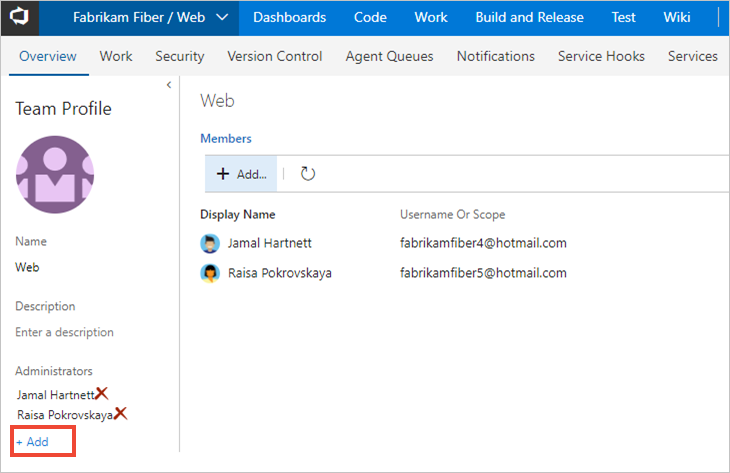 Fabrikam Fiber / Web Dashboards Code Work Build and Release Test Wiki
Overview Work Security Version Control Agent Queues Notifications Service Hooks Services
Team Profile
Name
Web
Description
Enter a description
Administrators
Jamal Hartnett
Raisa Pokrovskaya
+ Add
Web
Members
+ Add...
Display Name Username Or Scope
Jamal Hartnett fabrikamfiber4@hotmail.com
Raisa Pokrovskaya fabrikamfiber5@hotmail.com